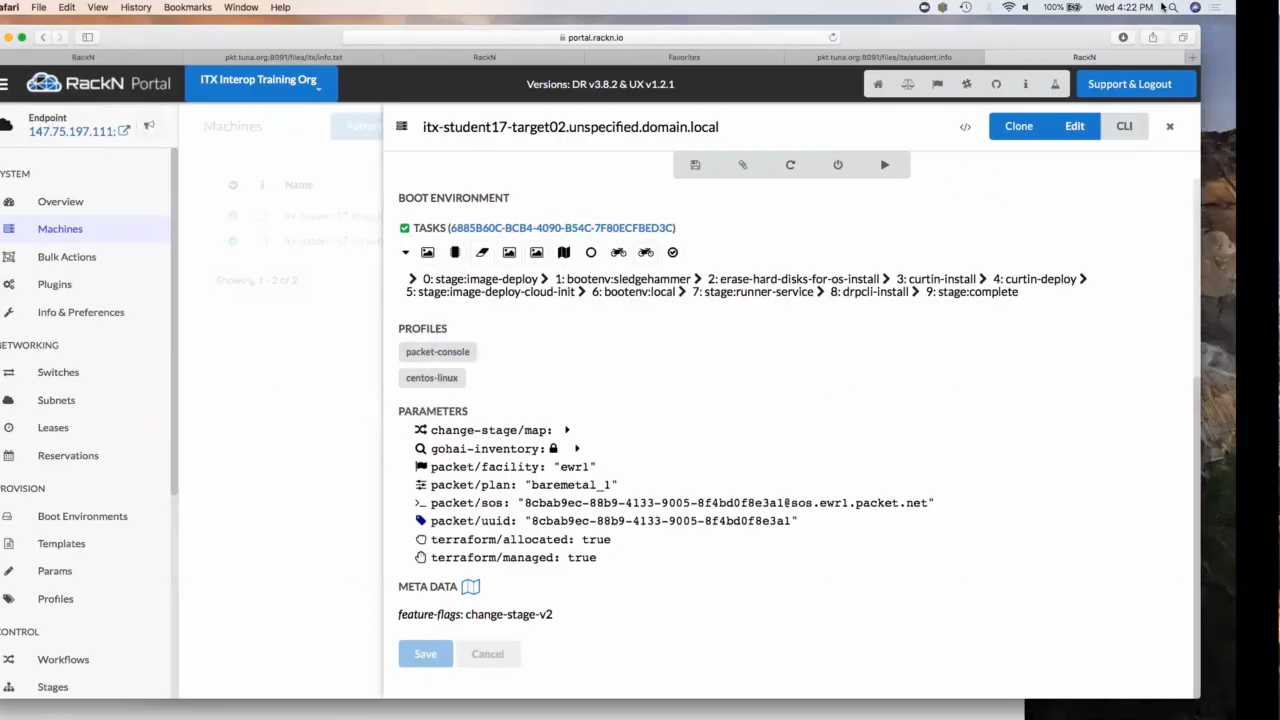 afari File Edit View History Bookmarks Window Help 100% Wed 4:22 PM
portal.rackn.io
RackN pkt.tuna.org:8091/files/itx/info.txt RackN Favorites pkt.tuna.org:8091/files/itx/student.info RackN
RackN Portal ITX Interop Training Org Versions: DR v3.8.2 & UX v1.2.1 Support & Logout
Endpoint
147.75.197.111:
Machines
itx-student17-target02.unspecified.domain.local
Clone Edit CLI
YSTEM
Overview
Machines
Bulk Actions
Plugins
Info & Preferences
ETWORKING
Switches
Subnets
Leases
Reservations
ROVISION
Boot Environments
Templates
Params
Profiles
ONTROL
Workflows
Stages
Name
Showing 1 - 2 of 2
BOOT ENVIRONMENT
TASKS (6885B60C-BCB4-4090-B54C-7F80ECFBED3C)
0: stage:image-deploy 1: bootenv:sledgehammer 2: erase-hard-disks-for-os-install 3: curtin-install 4: curtin-deploy
5: stage:image-deploy-cloud-init 6: bootenv:local 7: stage:runner-service 8: drpcli-install 9: stage:complete
PROFILES
packet-console
centos-linux
PARAMETERS
change-stage/map:
gohai-inventory:
packet/facility: "ewr1"
packet/plan: "baremetal_1"
packet/sos: "8cbab9ec-88b9-4133-9005-8f4bd0f8e3a1@sos.ewr1.packet.net"
packet/uuid: "8cbab9ec-88b9-4133-9005-8f4bd0f8e3a1"
terraform/allocated: true
terraform/managed: true
META DATA
feature-flags: change-stage-v2
Save Cancel